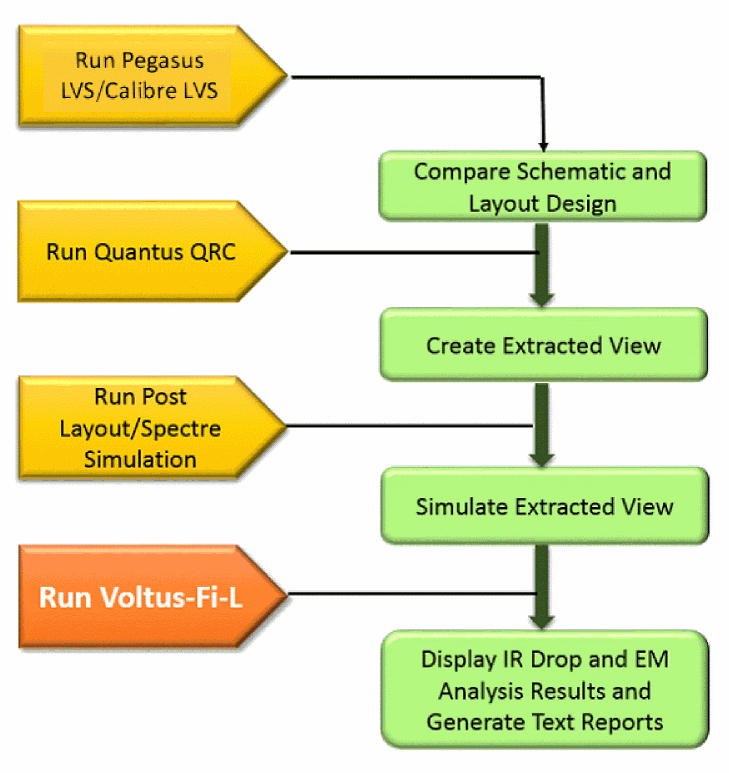 Run Pegasus
LVS/Calibre LVS
Compare Schematic and
Layout Design
Run Quantus QRC
Create Extracted View
Run Post
Layout/Spectre
Simulation
Simulate Extracted View
Run Voltus-Fi-L
Display IR Drop and EM
Analysis Results and
Generate Text Reports